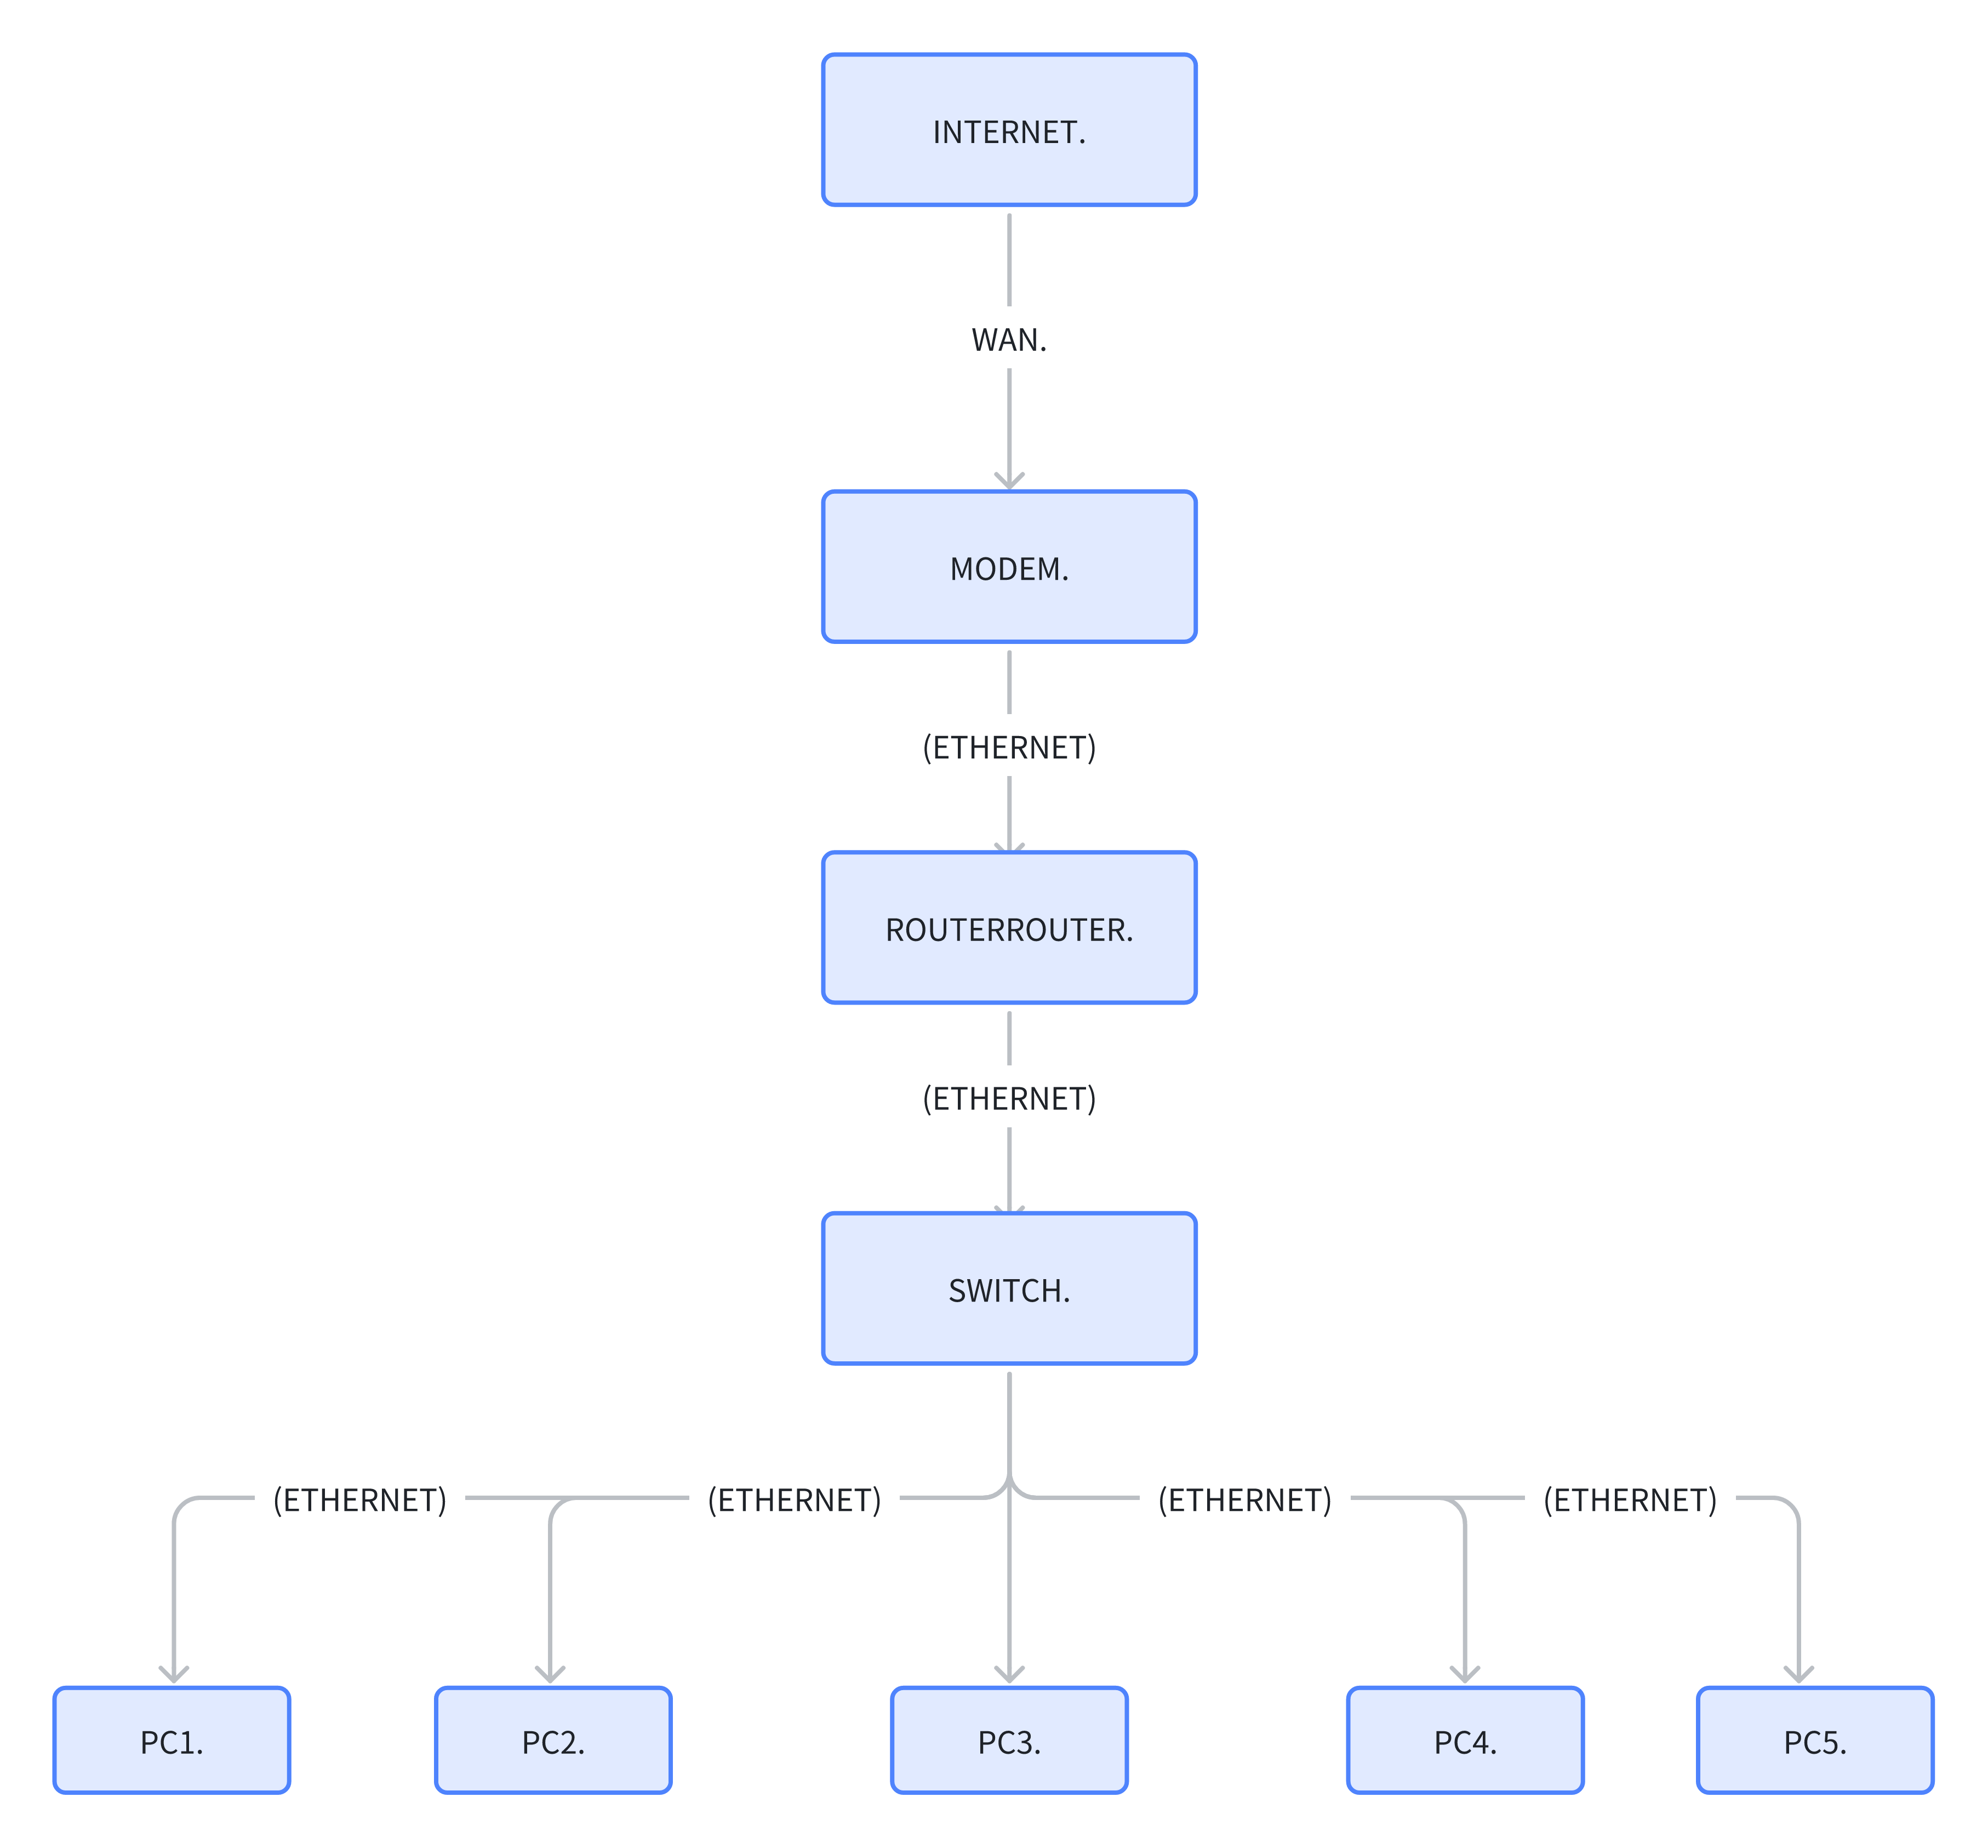 INTERNET.
WAN.
MODEM.
(ETHERNET)
ROUTERROUTER.
(ETHERNET)
SWITCH.
(ETHERNET) (ETHERNET) (ETHERNET) (ETHERNET)
PC1. PC2. PC3. PC4. PC5.